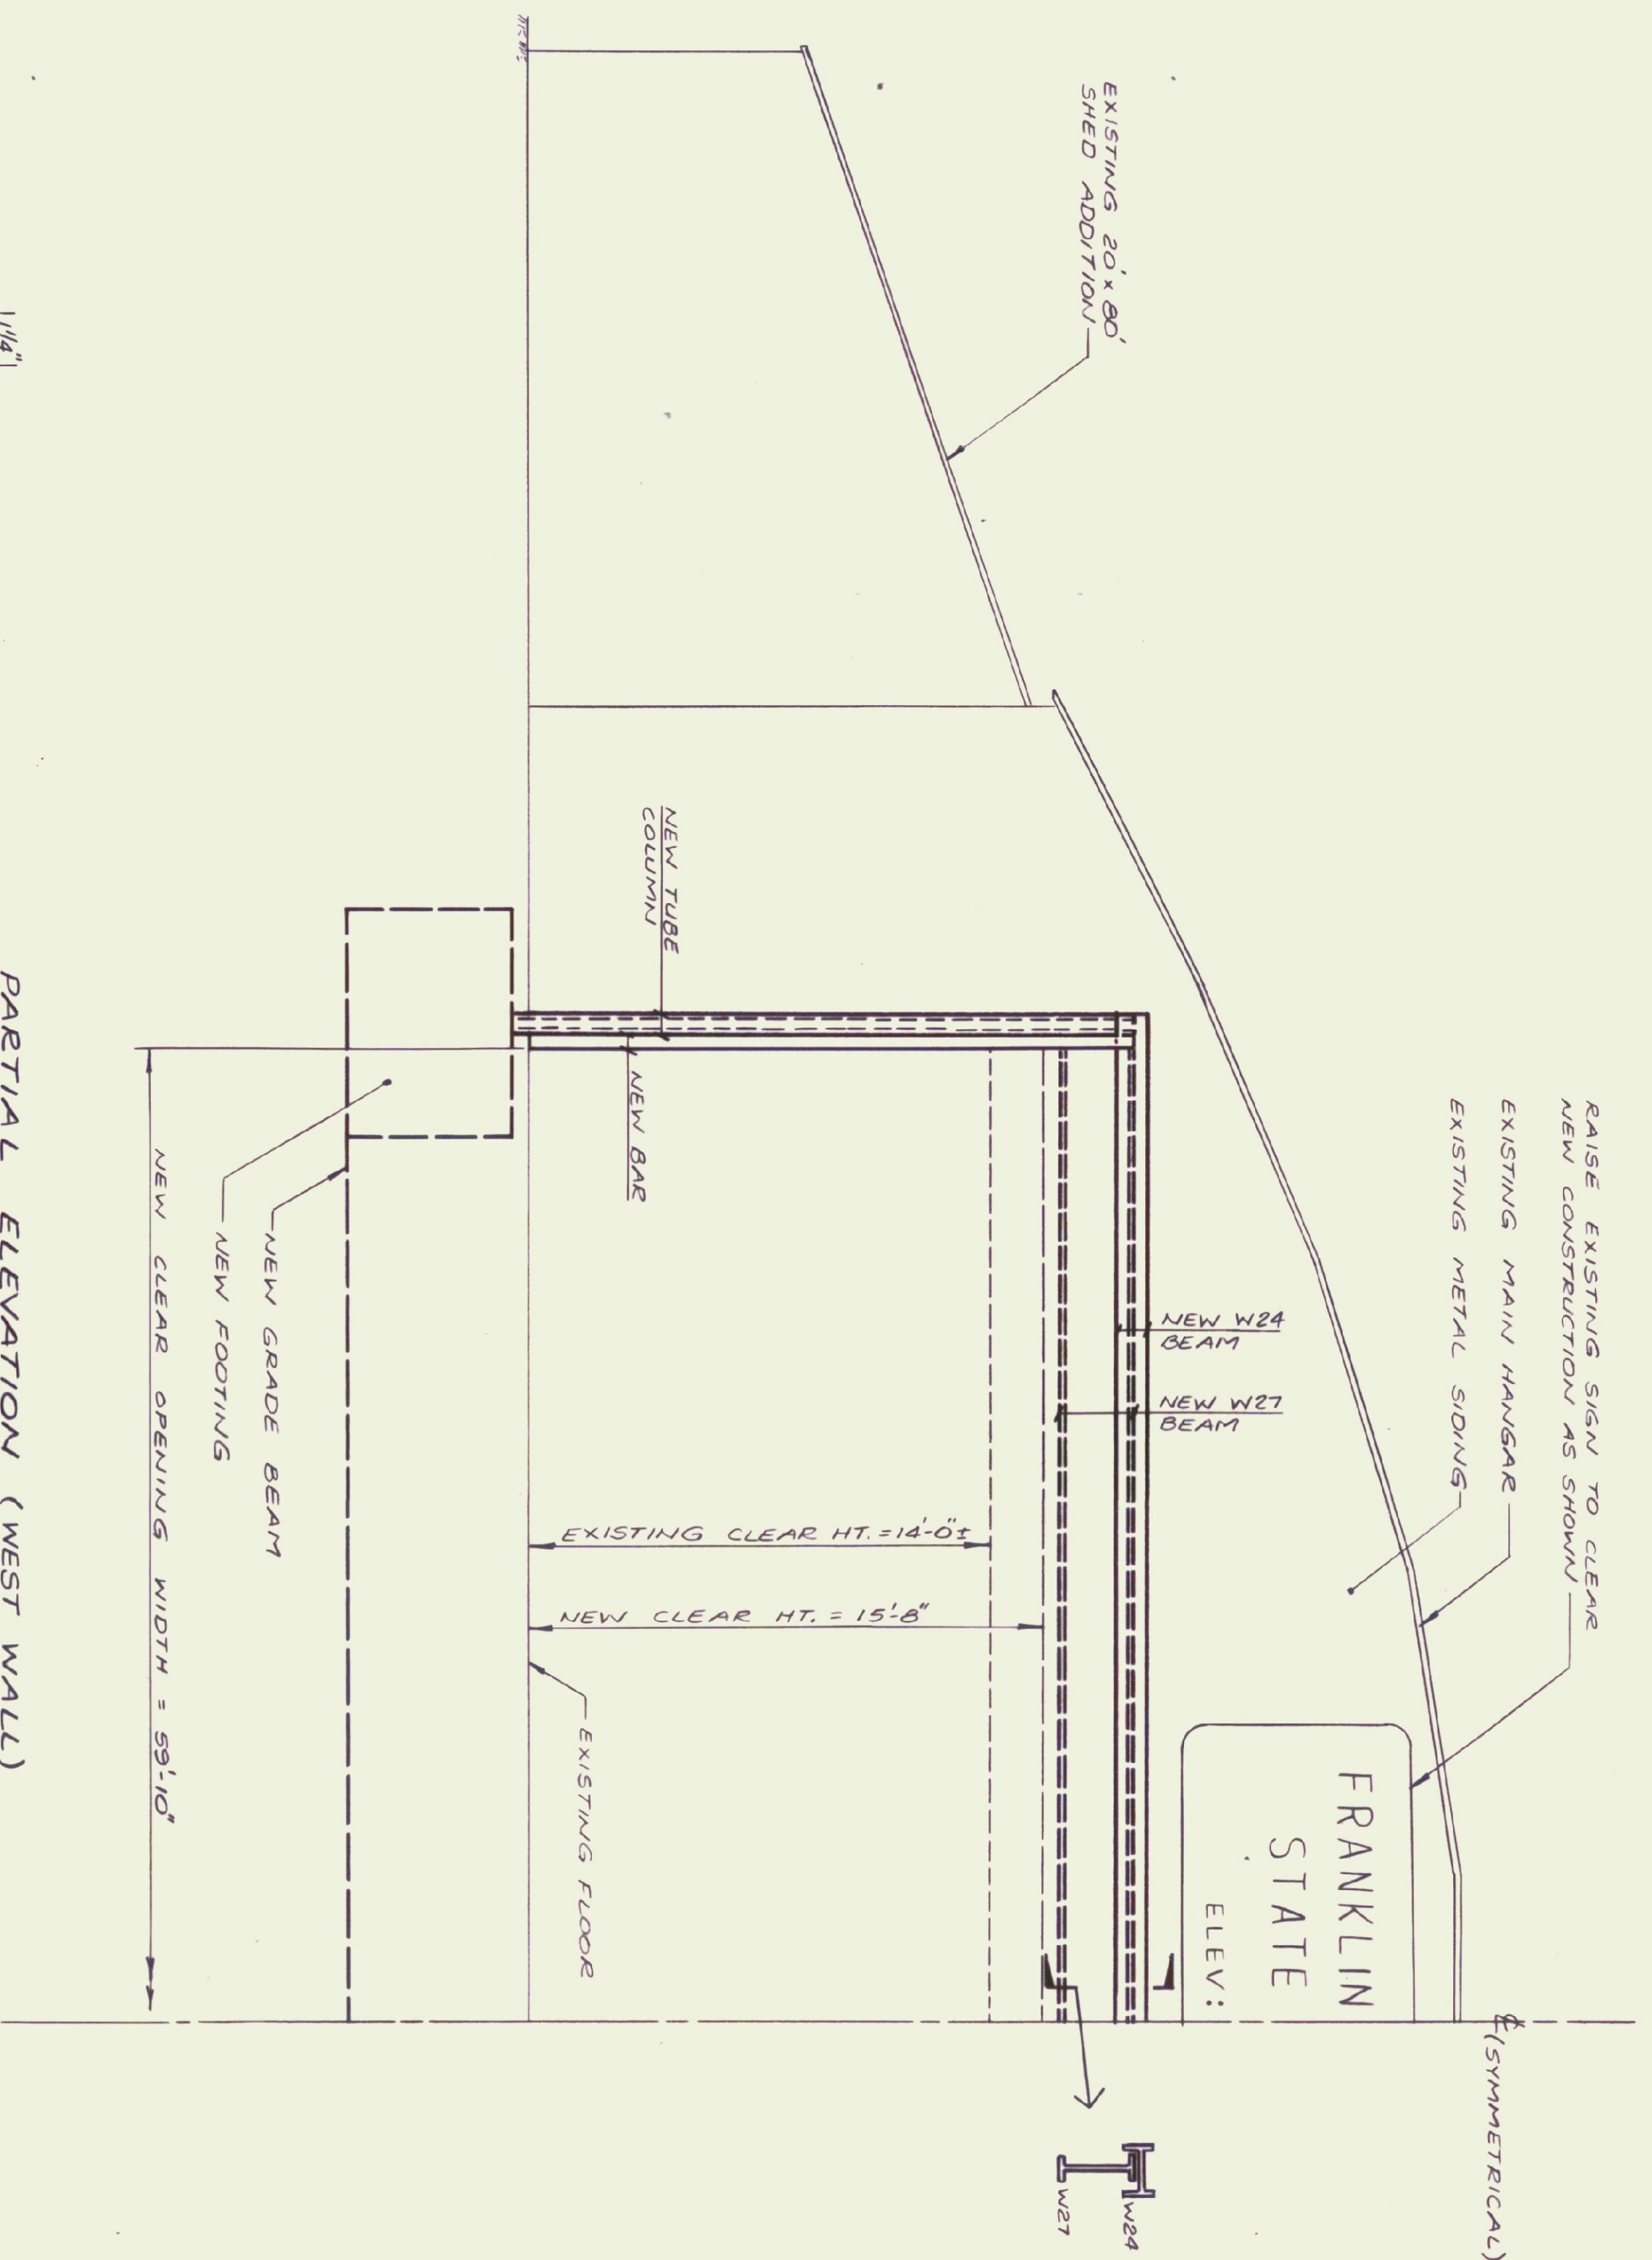 RAISE EXISTING SIGN TO CLEAR
NEW CONSTRUCTION AS SHOWN
EXISTING MAIN HANGAR
EXISTING METAL SIDING
℄ (SYMMETRICAL)
FRANKLIN
STATE
ELEV:
EXISTING 20'x80'
SHED ADDITION
NEW W24
BEAM
NEW W27
BEAM
W24
W27
NEW TUBE
COLUMN
NEW BAR
EXISTING CLEAR HT. = 14'-0"±
NEW CLEAR HT. = 15'-8"
EXISTING FLOOR
NEW GRADE BEAM
NEW FOOTING
NEW CLEAR OPENING WIDTH = 59'-10"
PARTIAL ELEVATION (WEST WALL)